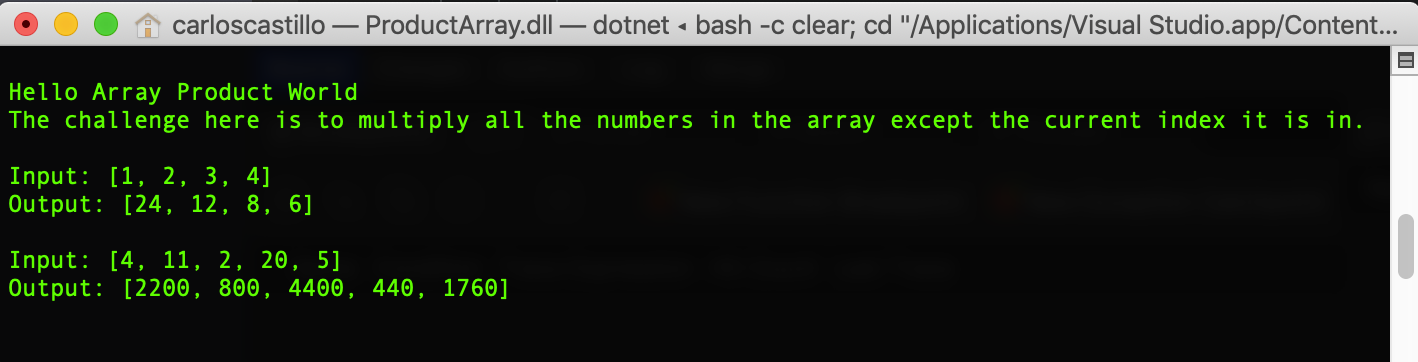 carloscastillo — ProductArray.dll — dotnet ◂ bash -c clear; cd "/Applications/Visual Studio.app/Content...
Hello Array Product World
The challenge here is to multiply all the numbers in the array except the current index it is in.
Input: [1, 2, 3, 4]
Output: [24, 12, 8, 6]
Input: [4, 11, 2, 20, 5]
Output: [2200, 800, 4400, 440, 1760]